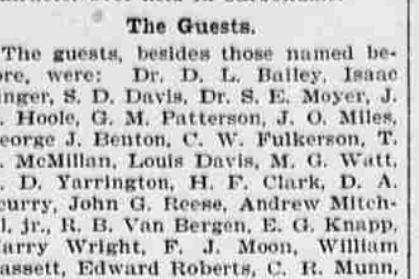 The Guests.
The guests, besides those named be-
ore, were: Dr. D. L. Bailey, Isaac
inger, S. D. Davis, Dr. S. E. Moyer, J.
. Hoole, G. M. Patterson, J. O. Miles,
eorge J. Benton, C. W. Fulkerson, T.
. McMillan, Louis Davis, M. G. Watt,
. D. Yarrington, H. F. Clark, D. A.
curry, John G. Reese, Andrew Mitch-
ll, jr., R. B. Van Bergen, E. G. Knapp,
arry Wright, F. J. Moon, William
assett, Edward Roberts, C. R. Munn,